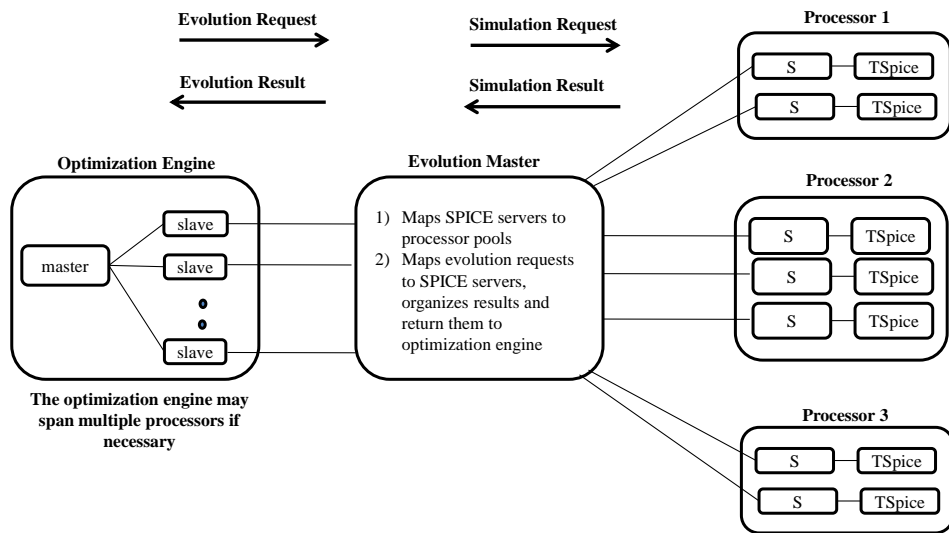 Evolution Request
Evolution Result
Simulation Request
Simulation Result
Optimization Engine
master
slave
slave
slave
The optimization engine may
span multiple processors if
necessary
Evolution Master
1) Maps SPICE servers to
processor pools
2) Maps evolution requests
to SPICE servers,
organizes results and
return them to
optimization engine
Processor 1
S TSpice
S TSpice
Processor 2
S TSpice
S TSpice
S TSpice
Processor 3
S TSpice
S TSpice